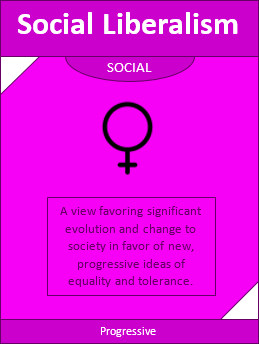 Social Liberalism
SOCIAL
A view favoring significant
evolution and change to
society in favor of new,
progressive ideas of
equality and tolerance.
Progressive